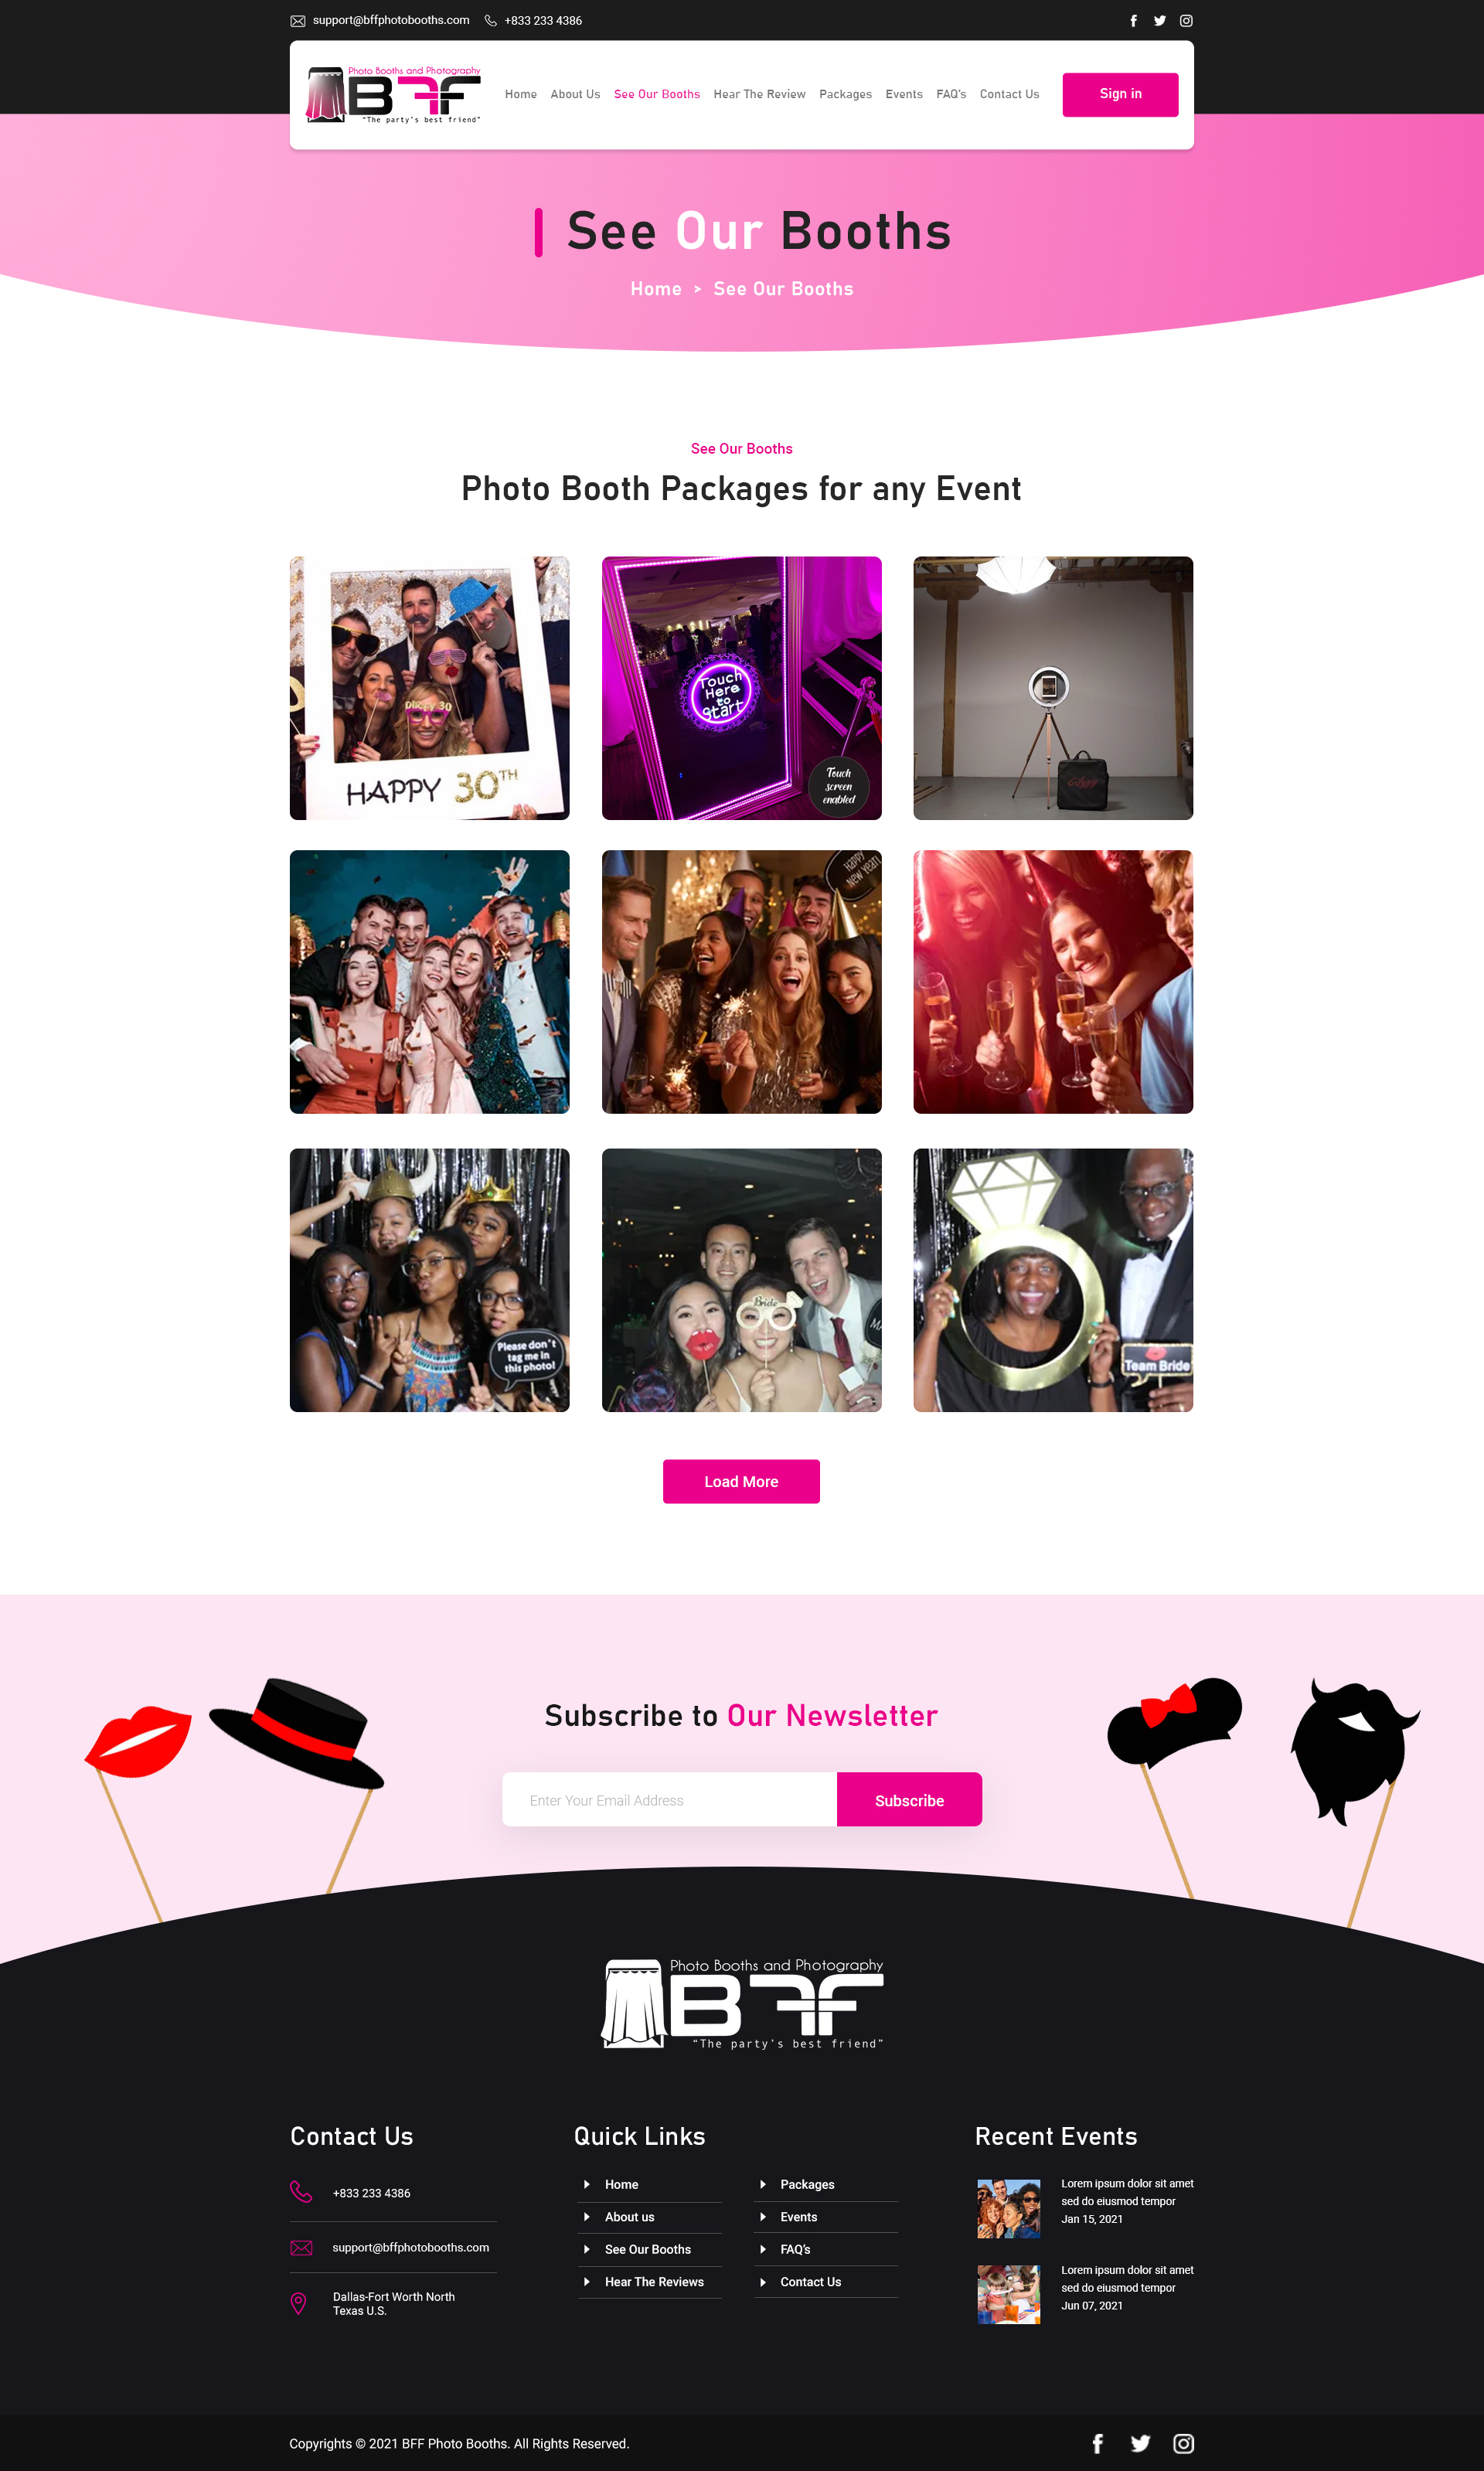 support@bffphotobooths.com +833 233 4386
Photo Booths and Photography
BFF
"The party's best friend"
Home About Us See Our Booths Hear The Review Packages Events FAQ's Contact Us Sign in
See Our Booths
Home > See Our Booths
See Our Booths
Photo Booth Packages for any Event
DIRTY 30
HAPPY 30TH
Touch
Here
to
Start
Touch
screen
enabled
HAPPY
NEW YEAR!
Please don't
tag me in
this photo!
Bride
Team Bride
Load More
Subscribe to Our Newsletter
Enter Your Email Address Subscribe
Photo Booths and Photography
BFF
"The party's best friend"
Contact Us
+833 233 4386
support@bffphotobooths.com
Dallas-Fort Worth North
Texas U.S.
Quick Links
Home
About us
See Our Booths
Hear The Reviews
Packages
Events
FAQ's
Contact Us
Recent Events
Lorem ipsum dolor sit amet
sed do eiusmod tempor
Jan 15, 2021
Lorem ipsum dolor sit amet
sed do eiusmod tempor
Jun 07, 2021
Copyrights © 2021 BFF Photo Booths. All Rights Reserved.